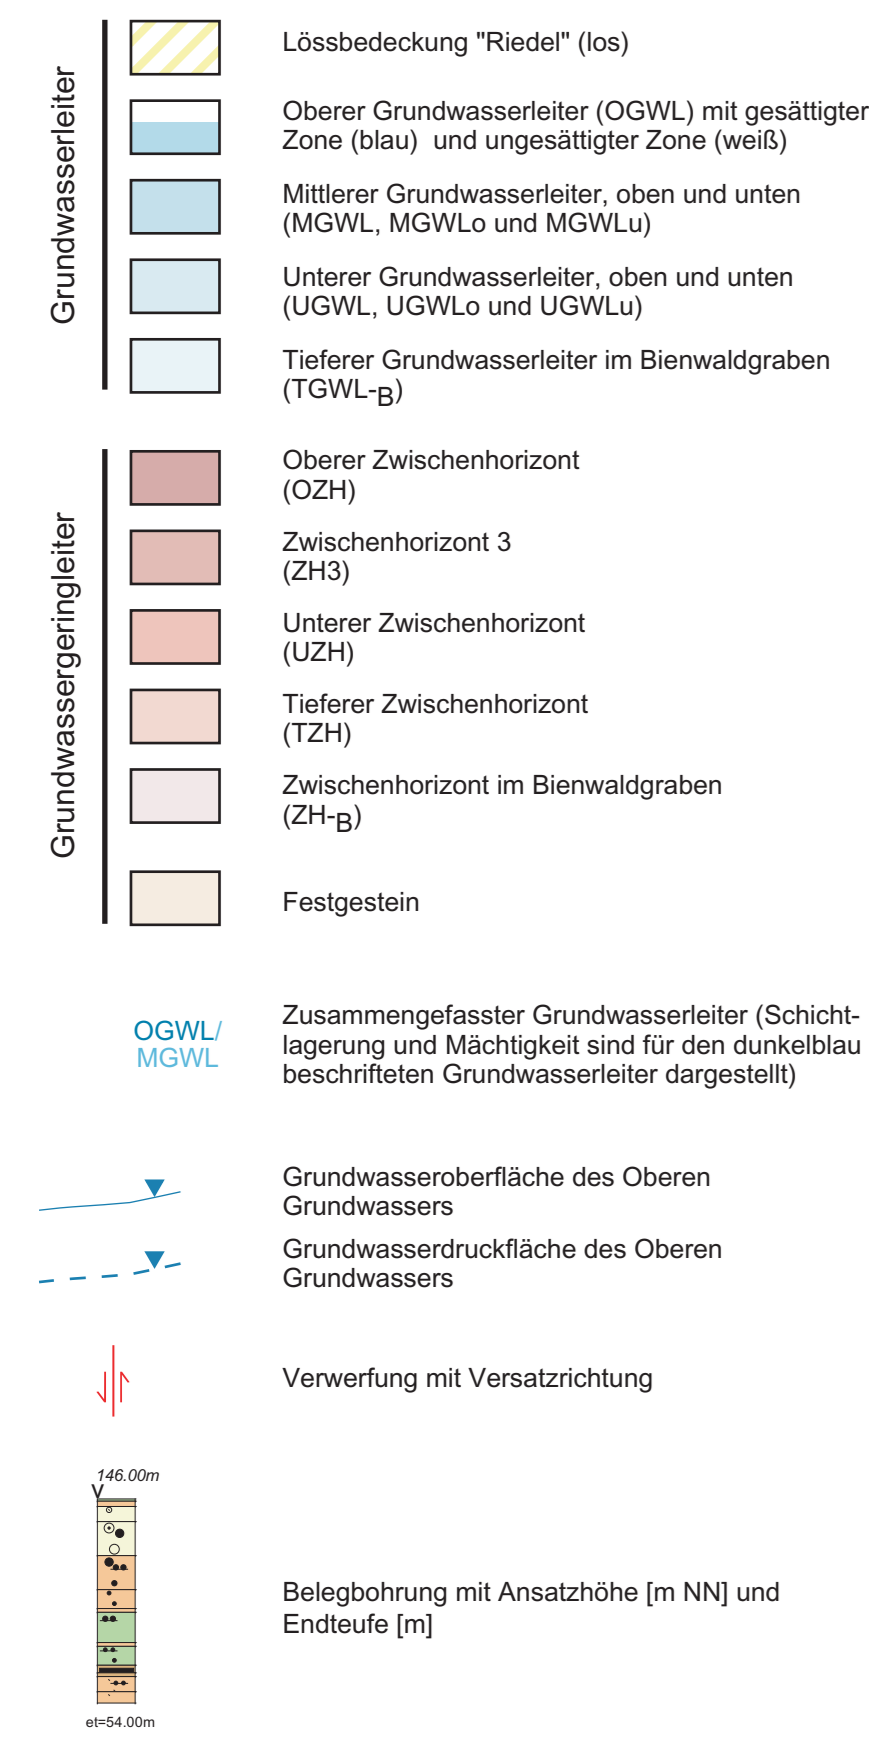 Grundwasserleiter
Lössbedeckung "Riedel" (los)
Oberer Grundwasserleiter (OGWL) mit gesättigter
Zone (blau) und ungesättigter Zone (weiß)
Mittlerer Grundwasserleiter, oben und unten
(MGWL, MGWLo und MGWLu)
Unterer Grundwasserleiter, oben und unten
(UGWL, UGWLo und UGWLu)
Tieferer Grundwasserleiter im Bienwaldgraben
(TGWL-B)
Grundwassergeringleiter
Oberer Zwischenhorizont
(OZH)
Zwischenhorizont 3
(ZH3)
Unterer Zwischenhorizont
(UZH)
Tieferer Zwischenhorizont
(TZH)
Zwischenhorizont im Bienwaldgraben
(ZH-B)
Festgestein
OGWL/
MGWL
Zusammengefasster Grundwasserleiter (Schicht-
lagerung und Mächtigkeit sind für den dunkelblau
beschrifteten Grundwasserleiter dargestellt)
Grundwasseroberfläche des Oberen
Grundwassers
Grundwasserdruckfläche des Oberen
Grundwassers
Verwerfung mit Versatzrichtung
146.00m
Belegbohrung mit Ansatzhöhe [m NN] und
Endteufe [m]
et=54.00m